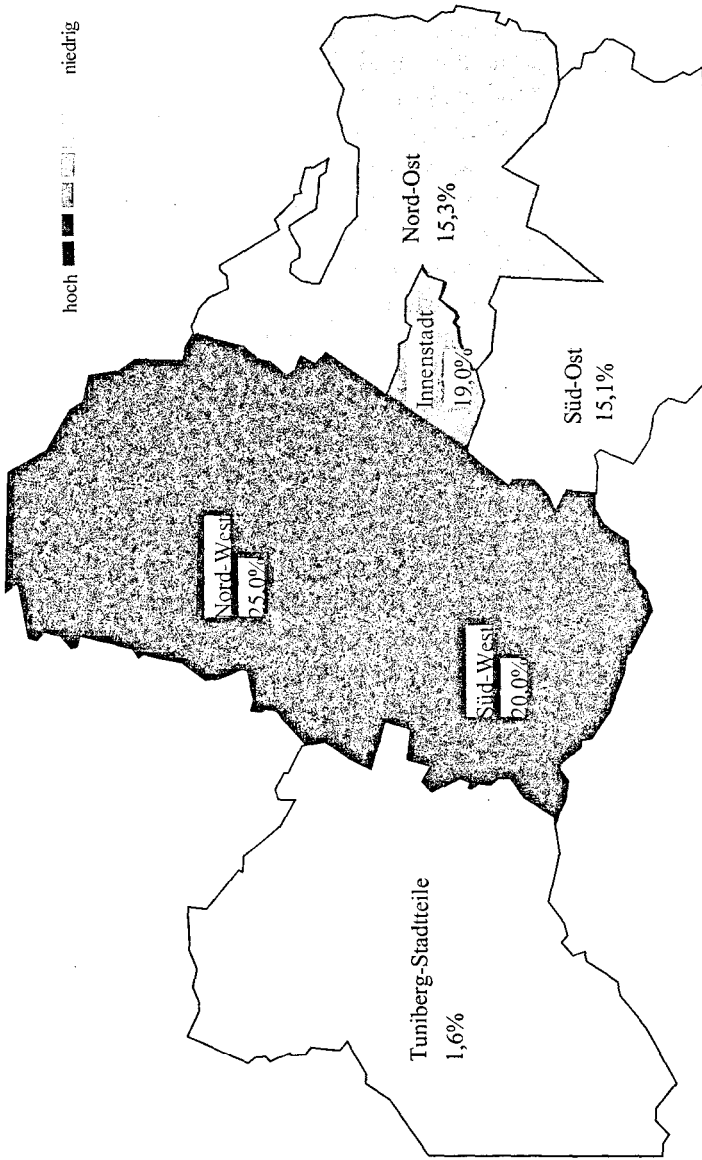 hoch
niedrig
Nord-West
25,0%
Nord-Ost
15,3%
Innenstadt
19,0%
Süd-West
20,0%
Süd-Ost
15,1%
Tuniberg-Stadtteile
1,6%